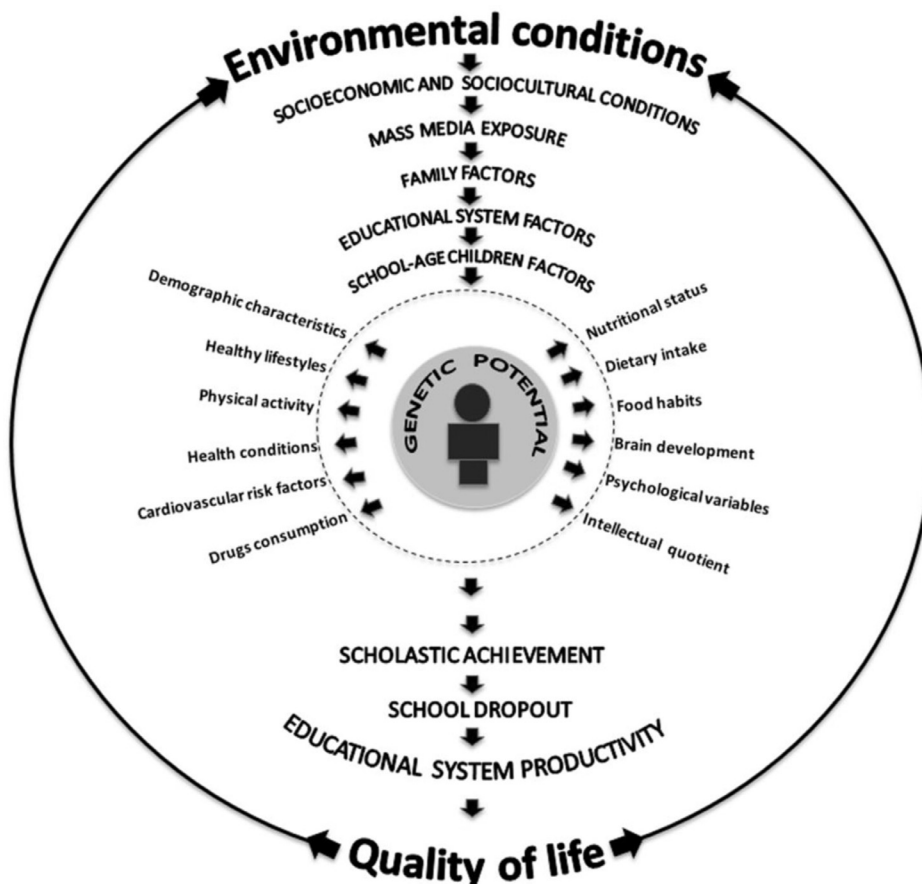 Environmental conditions
SOCIOECONOMIC AND SOCIOCULTURAL CONDITIONS
MASS MEDIA EXPOSURE
FAMILY FACTORS
EDUCATIONAL SYSTEM FACTORS
SCHOOL-AGE CHILDREN FACTORS
Demographic characteristics
Healthy lifestyles
Physical activity
Health conditions
Cardiovascular risk factors
Drugs consumption
GENETIC POTENTIAL
Nutritional status
Dietary intake
Food habits
Brain development
Psychological variables
Intellectual quotient
SCHOLASTIC ACHIEVEMENT
SCHOOL DROPOUT
EDUCATIONAL SYSTEM PRODUCTIVITY
Quality of life